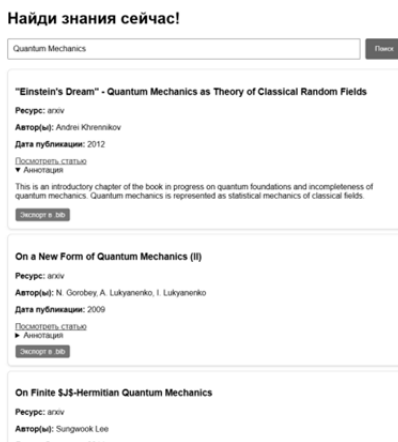 Найди знания сейчас!
Quantum Mechanics
Поиск
"Einstein's Dream" - Quantum Mechanics as Theory of Classical Random Fields
Ресурс: arxiv
Автор(ы): Andrei Khrennikov
Дата публикации: 2012
Посмотреть статью
▼ Аннотация
This is an introductory chapter of the book in progress on quantum foundations and incompleteness of
quantum mechanics. Quantum mechanics is represented as statistical mechanics of classical fields.
Экспорт в .bib
On a New Form of Quantum Mechanics (II)
Ресурс: arxiv
Автор(ы): N. Gorobey, A. Lukyanenko, I. Lukyanenko
Дата публикации: 2009
Посмотреть статью
► Аннотация
Экспорт в .bib
On Finite $J$-Hermitian Quantum Mechanics
Ресурс: arxiv
Автор(ы): Sungwook Lee